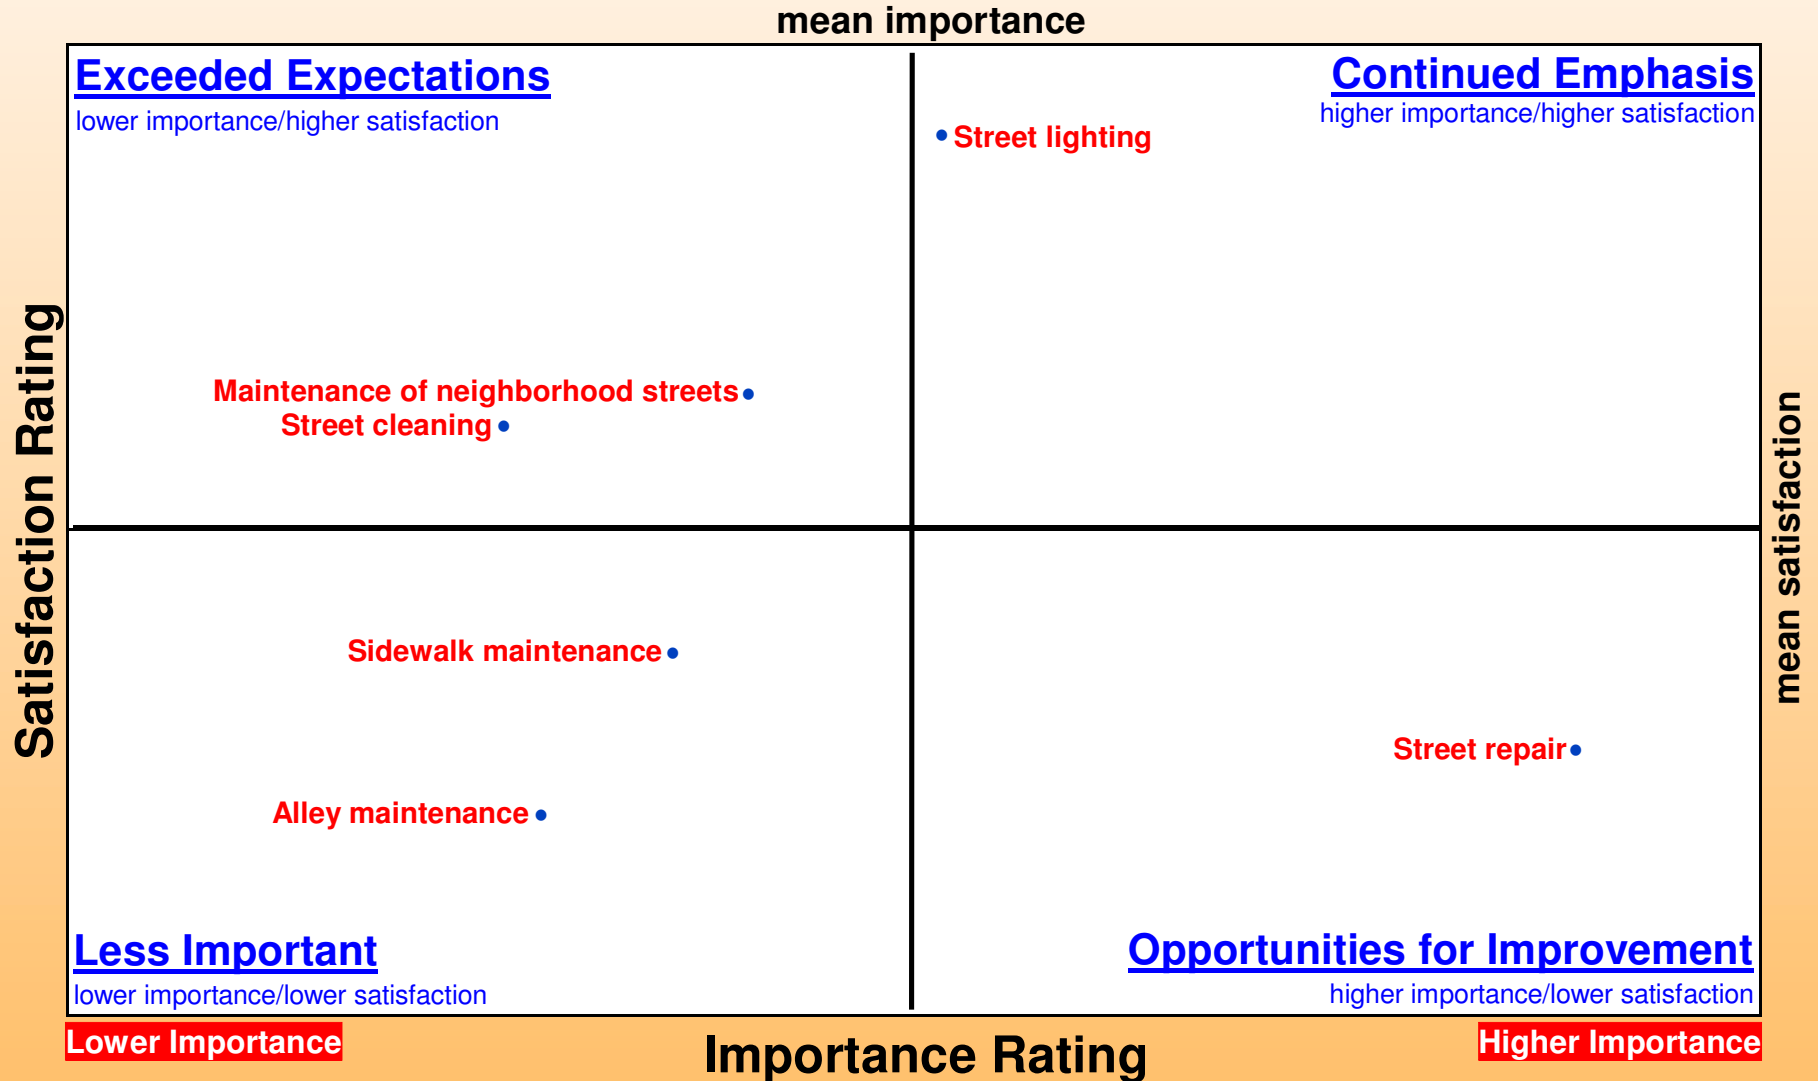 mean importance
Exceeded Expectations
lower importance/higher satisfaction
Continued Emphasis
higher importance/higher satisfaction
Street lighting
Maintenance of neighborhood streets
Street cleaning
Satisfaction Rating
mean satisfaction
Sidewalk maintenance
Street repair
Alley maintenance
Less Important
lower importance/lower satisfaction
Opportunities for Improvement
higher importance/lower satisfaction
Lower Importance
Importance Rating
Higher Importance